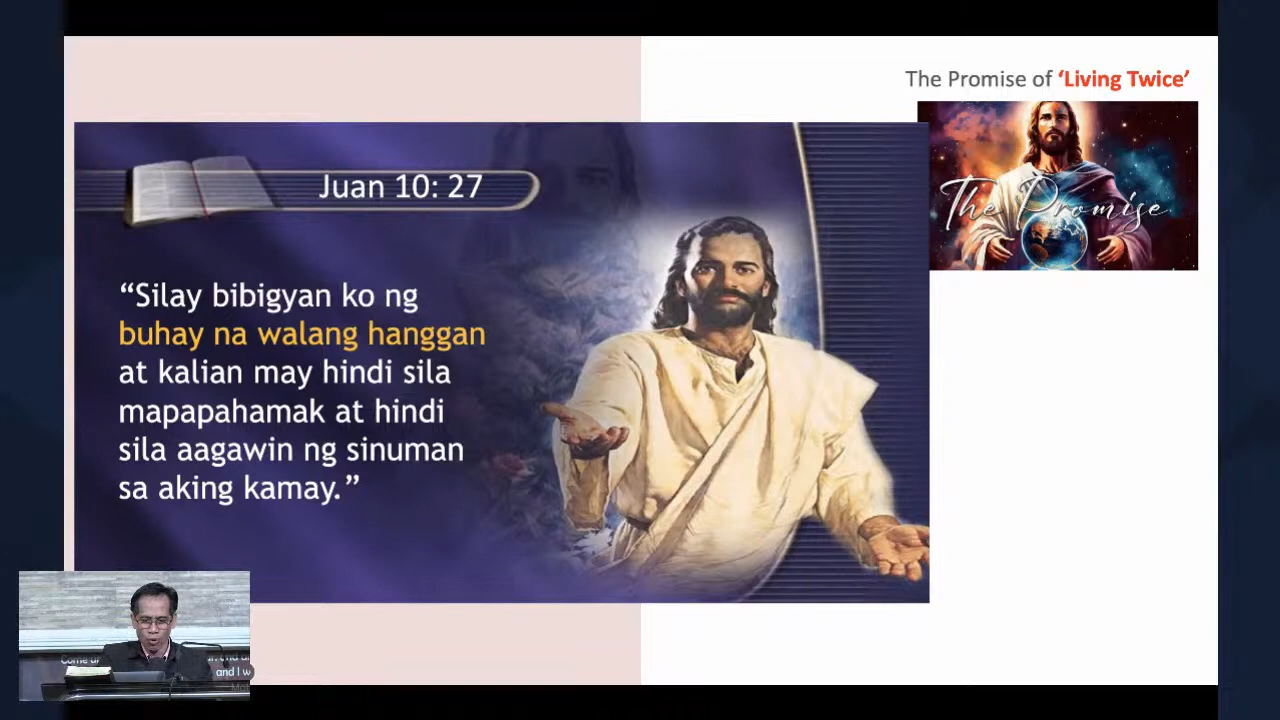 The Promise of ‘Living Twice’
The Promise
Juan 10: 27
“Silay bibigyan ko ng
buhay na walang hanggan
at kalian may hindi sila
mapapahamak at hindi
sila aagawin ng sinuman
sa aking kamay.”
and I w